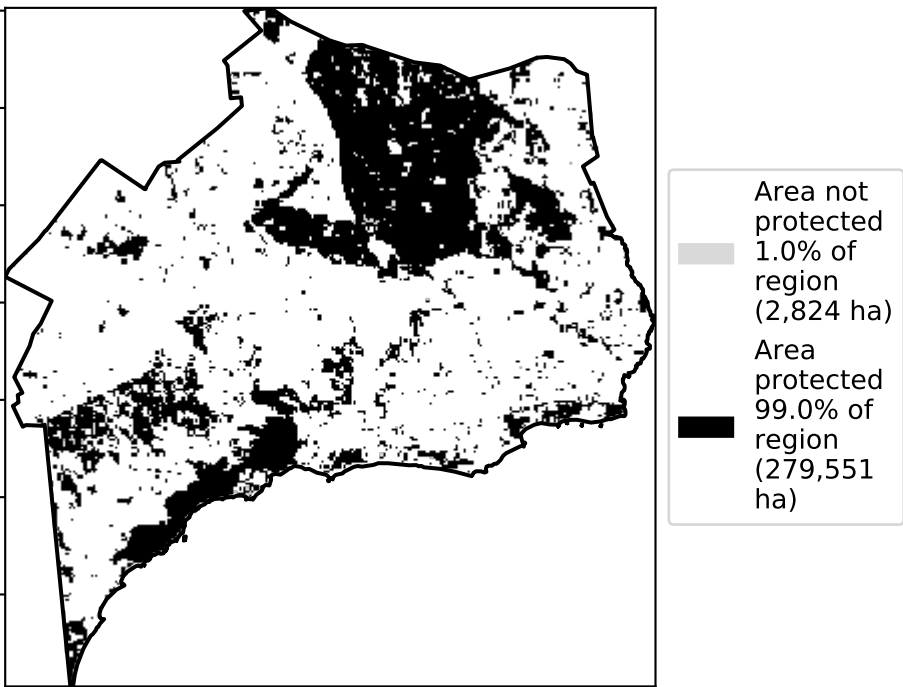 Area not
protected
1.0% of
region
(2,824 ha)
Area
protected
99.0% of
region
(279,551
ha)